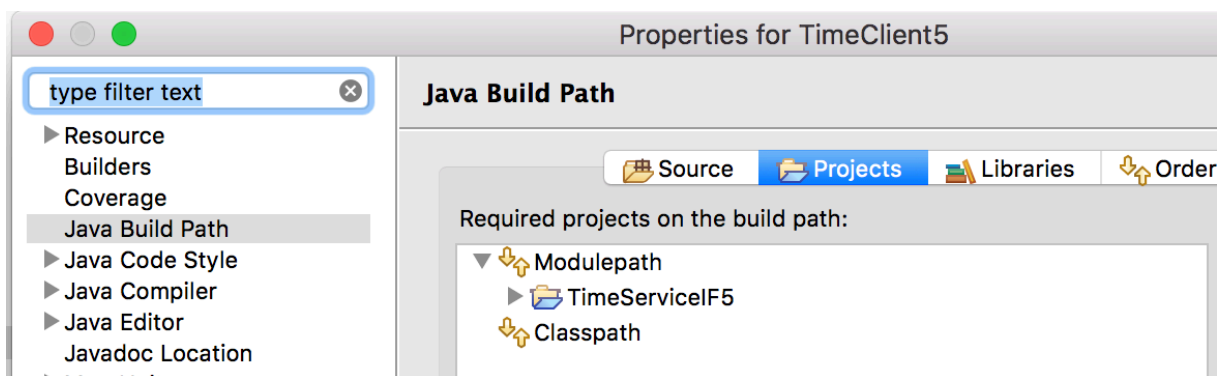 Properties for TimeClient5
type filter text
Resource
Builders
Coverage
Java Build Path
Java Code Style
Java Compiler
Java Editor
Javadoc Location
Java Build Path
Source Projects Libraries Order
Required projects on the build path:
Modulepath
TimeServiceIF5
Classpath